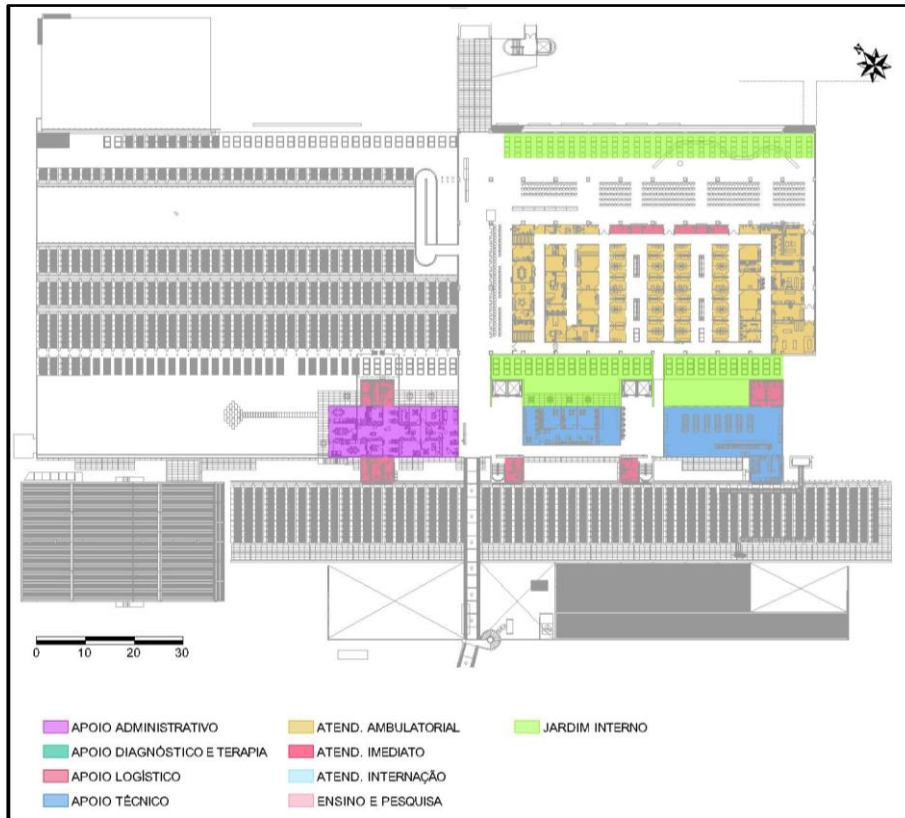 N
0 10 20 30
APOIO ADMINISTRATIVO
APOIO DIAGNÓSTICO E TERAPIA
APOIO LOGÍSTICO
APOIO TÉCNICO
ATEND. AMBULATORIAL
ATEND. IMEDIATO
ATEND. INTERNAÇÃO
ENSINO E PESQUISA
JARDIM INTERNO